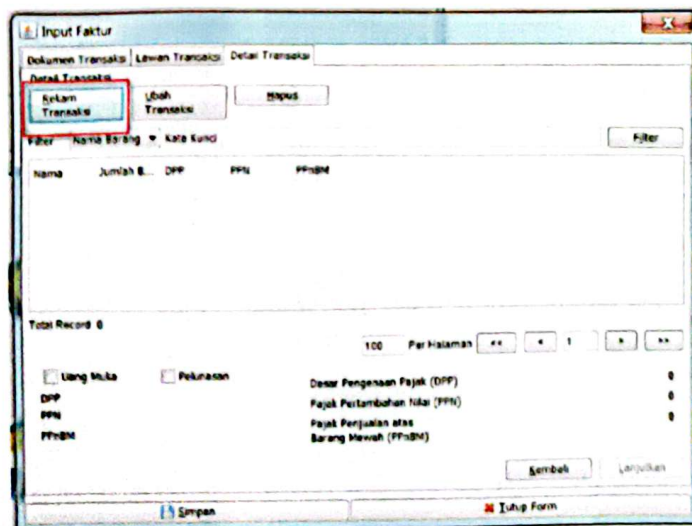 Input Faktur
Dokumen Transaksi Lawan Transaksi Detail Transaksi
Detail Transaksi
Rekam Transaksi
Ubah Transaksi
Hapus
Filter Nama Barang Kata Kunci Filter
Nama Jumlah B... DPP PPN PPnBM
Total Record 0
100 Per Halaman << < 1 > >>
Uang Muka Pelunasan
DPP
PPN
PPnBM
Dasar Pengenaan Pajak (DPP) 0
Pajak Pertambahan Nilai (PPN) 0
Pajak Penjualan atas
Barang Mewah (PPnBM) 0
Kembali Lanjutkan
Simpan Tutup Form